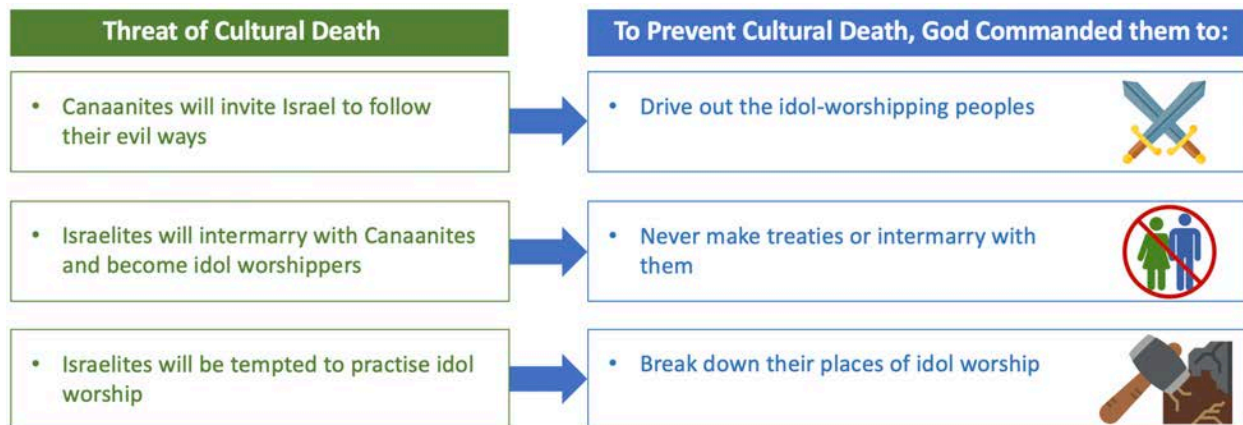 Threat of Cultural Death
To Prevent Cultural Death, God Commanded them to:
• Canaanites will invite Israel to follow
their evil ways
• Drive out the idol-worshipping peoples
• Israelites will intermarry with Canaanites
and become idol worshippers
• Never make treaties or intermarry with
them
• Israelites will be tempted to practise idol
worship
• Break down their places of idol worship